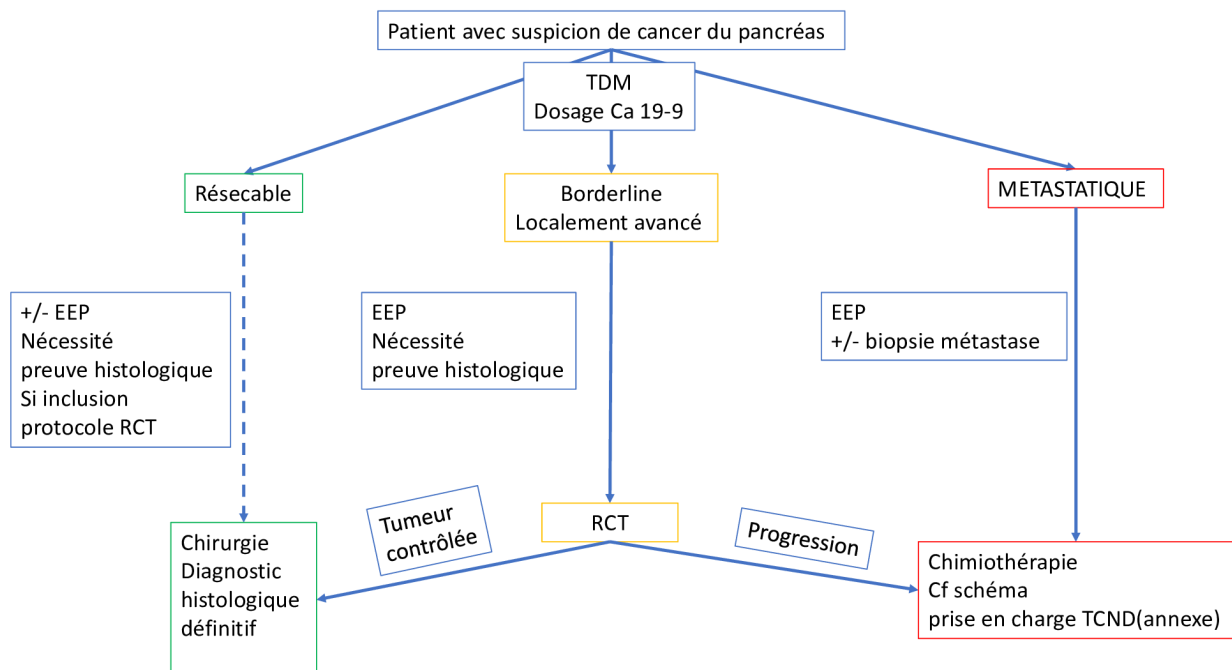 Patient avec suspicion de cancer du pancréas
TDM
Dosage Ca 19-9
Résecable
Borderline
Localement avancé
METASTATIQUE
+/- EEP
Nécessité
preuve histologique
Si inclusion
protocole RCT
EEP
Nécessité
preuve histologique
EEP
+/- biopsie métastase
Tumeur
contrôlée
RCT
Progression
Chirurgie
Diagnostic
histologique
définitif
Chimiothérapie
Cf schéma
prise en charge TCND(annexe)